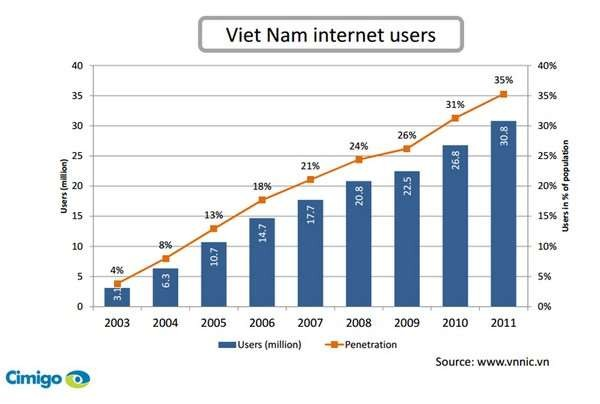 Viet Nam internet users
40 40%
35 35%
30 30%
25 25%
20 20%
15 15%
10 10%
5 5%
0 0%
Users (million)
Users in % of population
4% 8% 13% 18% 21% 24% 26% 31% 35%
3.1 6.3 10.7 14.7 17.7 20.8 22.5 26.8 30.8
2003 2004 2005 2006 2007 2008 2009 2010 2011
Users (million) Penetration
Source: www.vnnic.vn
Cimigo